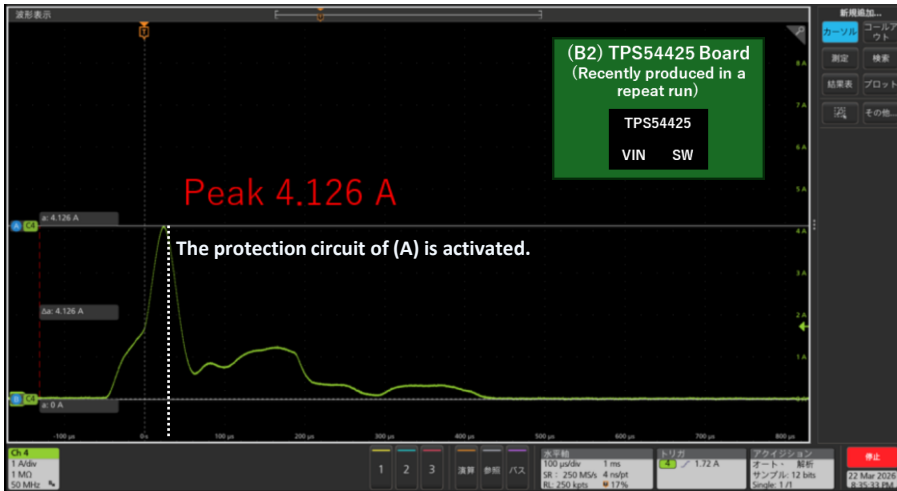 波形表示
新規追加...
カーソル
コールアウト
測定
検索
結果表
プロット
その他...
(B2) TPS54425 Board
(Recently produced in a
repeat run)
TPS54425
VIN SW
8 A
7 A
6 A
5 A
4 A
3 A
2 A
1 A
Peak 4.126 A
a: 4.126 A
A C4
The protection circuit of (A) is activated.
Δa: 4.126 A
B C4
a: 0 A
-100 µs
0 s
100 µs
200 µs
300 µs
400 µs
500 µs
600 µs
700 µs
800 µs
Ch 4
1 A/div
1 MΩ
50 MHz
1
2
3
演算
参照
バス
水平軸
100 µs/div 1 ms
SR: 250 MS/s 4 ns/pt
RL: 250 kpts 17%
トリガ
4 1.72 A
アクイジション
オート・ 解析
サンプル: 12 bits
Single: 1 /1
停止
22 Mar 2026
8:35:33 PM